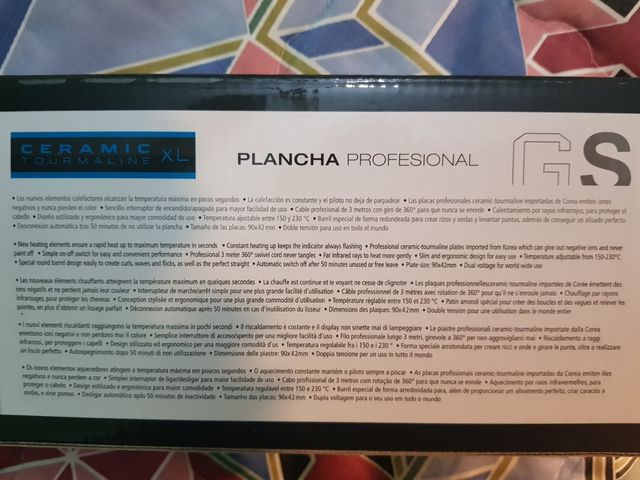 CERAMIC
TOURMALINE XL
PLANCHA PROFESIONAL
GS
• Los nuevos elementos calefactores alcanzan la temperatura máxima en pocos segundos • La calefacción es constante y el piloto no deja de parpadear • Las placas profesionales ceramic-tourmaline importadas de Corea emiten iones
negativos y nunca pierden el color • Sencillo interruptor de encendido/apagado para mayor facilidad de uso • Cable profesional de 3 metros con giro de 360° para que nunca se enrede • Calentamiento por rayos infrarrojos, para proteger el
cabello • Diseño estilizado y ergonómico para mayor comodidad de uso • Temperatura ajustable entre 150 y 230 °C • Barril especial de forma redondeada para crear rizos y ondas y levantar puntas, además de conseguir un alisado perfecto
• Desconexión automática tras 50 minutos de no utilizar la plancha • Tamaño de las placas: 90x42 mm • Doble tensión para uso en todo el mundo
• New heating elements ensure a rapid heat up to maximum temperature in seconds • Constant heating up keeps the indicator always flashing • Professional ceramic-tourmaline plates imported from Korea which can give out negative ions and never
paint off • Simple on-off switch for easy and convenient performance • Professional 3 meter 360° swivel cord never tangles • Far infrared rays to heat more gently • Slim and ergonomic design for easy use • Temperature adjustable from 150-230°C
• Special round barrel design easily to create curls, waves and flicks, as well as the perfect straight • Automatic switch off after 50 minutes unused or free leave • Plate size: 90x42mm • Dual voltage for world wide use
• Les nouveaux éléments chauffants atteignent la température maximum en quelques secondes • La chauffe est continue et le voyant ne cesse de clignoter • Les plaques professionnellesceramic-tourmaline importées de Corée émettent des
ions négatifs et ne perdent jamais leur couleur • Interrupteur de marche/arrêt simple pour une plus grande facilité d'utilisation • Câble professionnel de 3 mètres avec rotation de 360° pour qu'il ne s'enroule jamais • Chauffage par rayons
infrarouges, pour protéger les cheveux • Conception stylisée et ergonomique pour une plus grande commodité d'utilisation • Température réglable entre 150 et 230 °C • Patin arrondi spécial pour créer des boucles et des vagues et relever les
pointes, en plus d'obtenir un lissage parfait • Déconnexion automatique après 50 minutes en cas d'inutilisation du lisseur • Dimensions des plaques: 90x42mm • Double tension pour une utilisation dans le monde entier
• I nuovi elementi riscaldanti raggiungono la temperatura massima in pochi secondi • Il riscaldamento è costante e il display non smette mai di lampeggiare • Le piastre professionali ceramic-tourmaline importate dalla Corea
emettono ioni negativi e non perdono mai il colore • Semplice interruttore di acceso/spento per una migliore facilità d'uso • Filo professionale lungo 3 metri, girevole a 360° per non aggrovigliarsi mai • Riscaldamento a raggi
infrarossi, per proteggere i capelli • Design stilizzato ed ergonomico per una maggiore comodità d'uso • Temperatura regolabile fra i 150 e i 230 ° • Forma speciale arrotondata per creare ricci e onde e girare le punte, oltre a realizzare
un liscio perfetto • Autospegnimento dopo 50 minuti di non utilizzazione • Dimensione delle piastre: 90x42mm • Doppia tensione per un uso in tutto il mondo
• Os novos elementos aquecedores atingem a temperatura máxima em poucos segundos • O aquecimento constante mantém o piloto sempre a piscar • As placas profissionais ceramic-tourmaline importadas da Coreia emiten iões
negativos e nunca perdem a cor • Simples interruptor de ligar/desligar para maior facilidade de uso • Cabo profissional de 3 metros com rotação de 360° para que nunca se enrole • Aquecimento por raios infravermelhos, para
proteger o cabelo • Design estilizado e ergonómico para maior comodidade • Temperatura regulável entre 150 e 230 °C • Barril especial de forma arredondada para, além de proporcionar um alisamento perfeito, criar caracóis e
ondas, e virar pontas • Desligar automático após 50 minutos de inactividade • Tamanho das placas: 90x42 mm • Dupla voltagem para o seu uso em todo o mundo